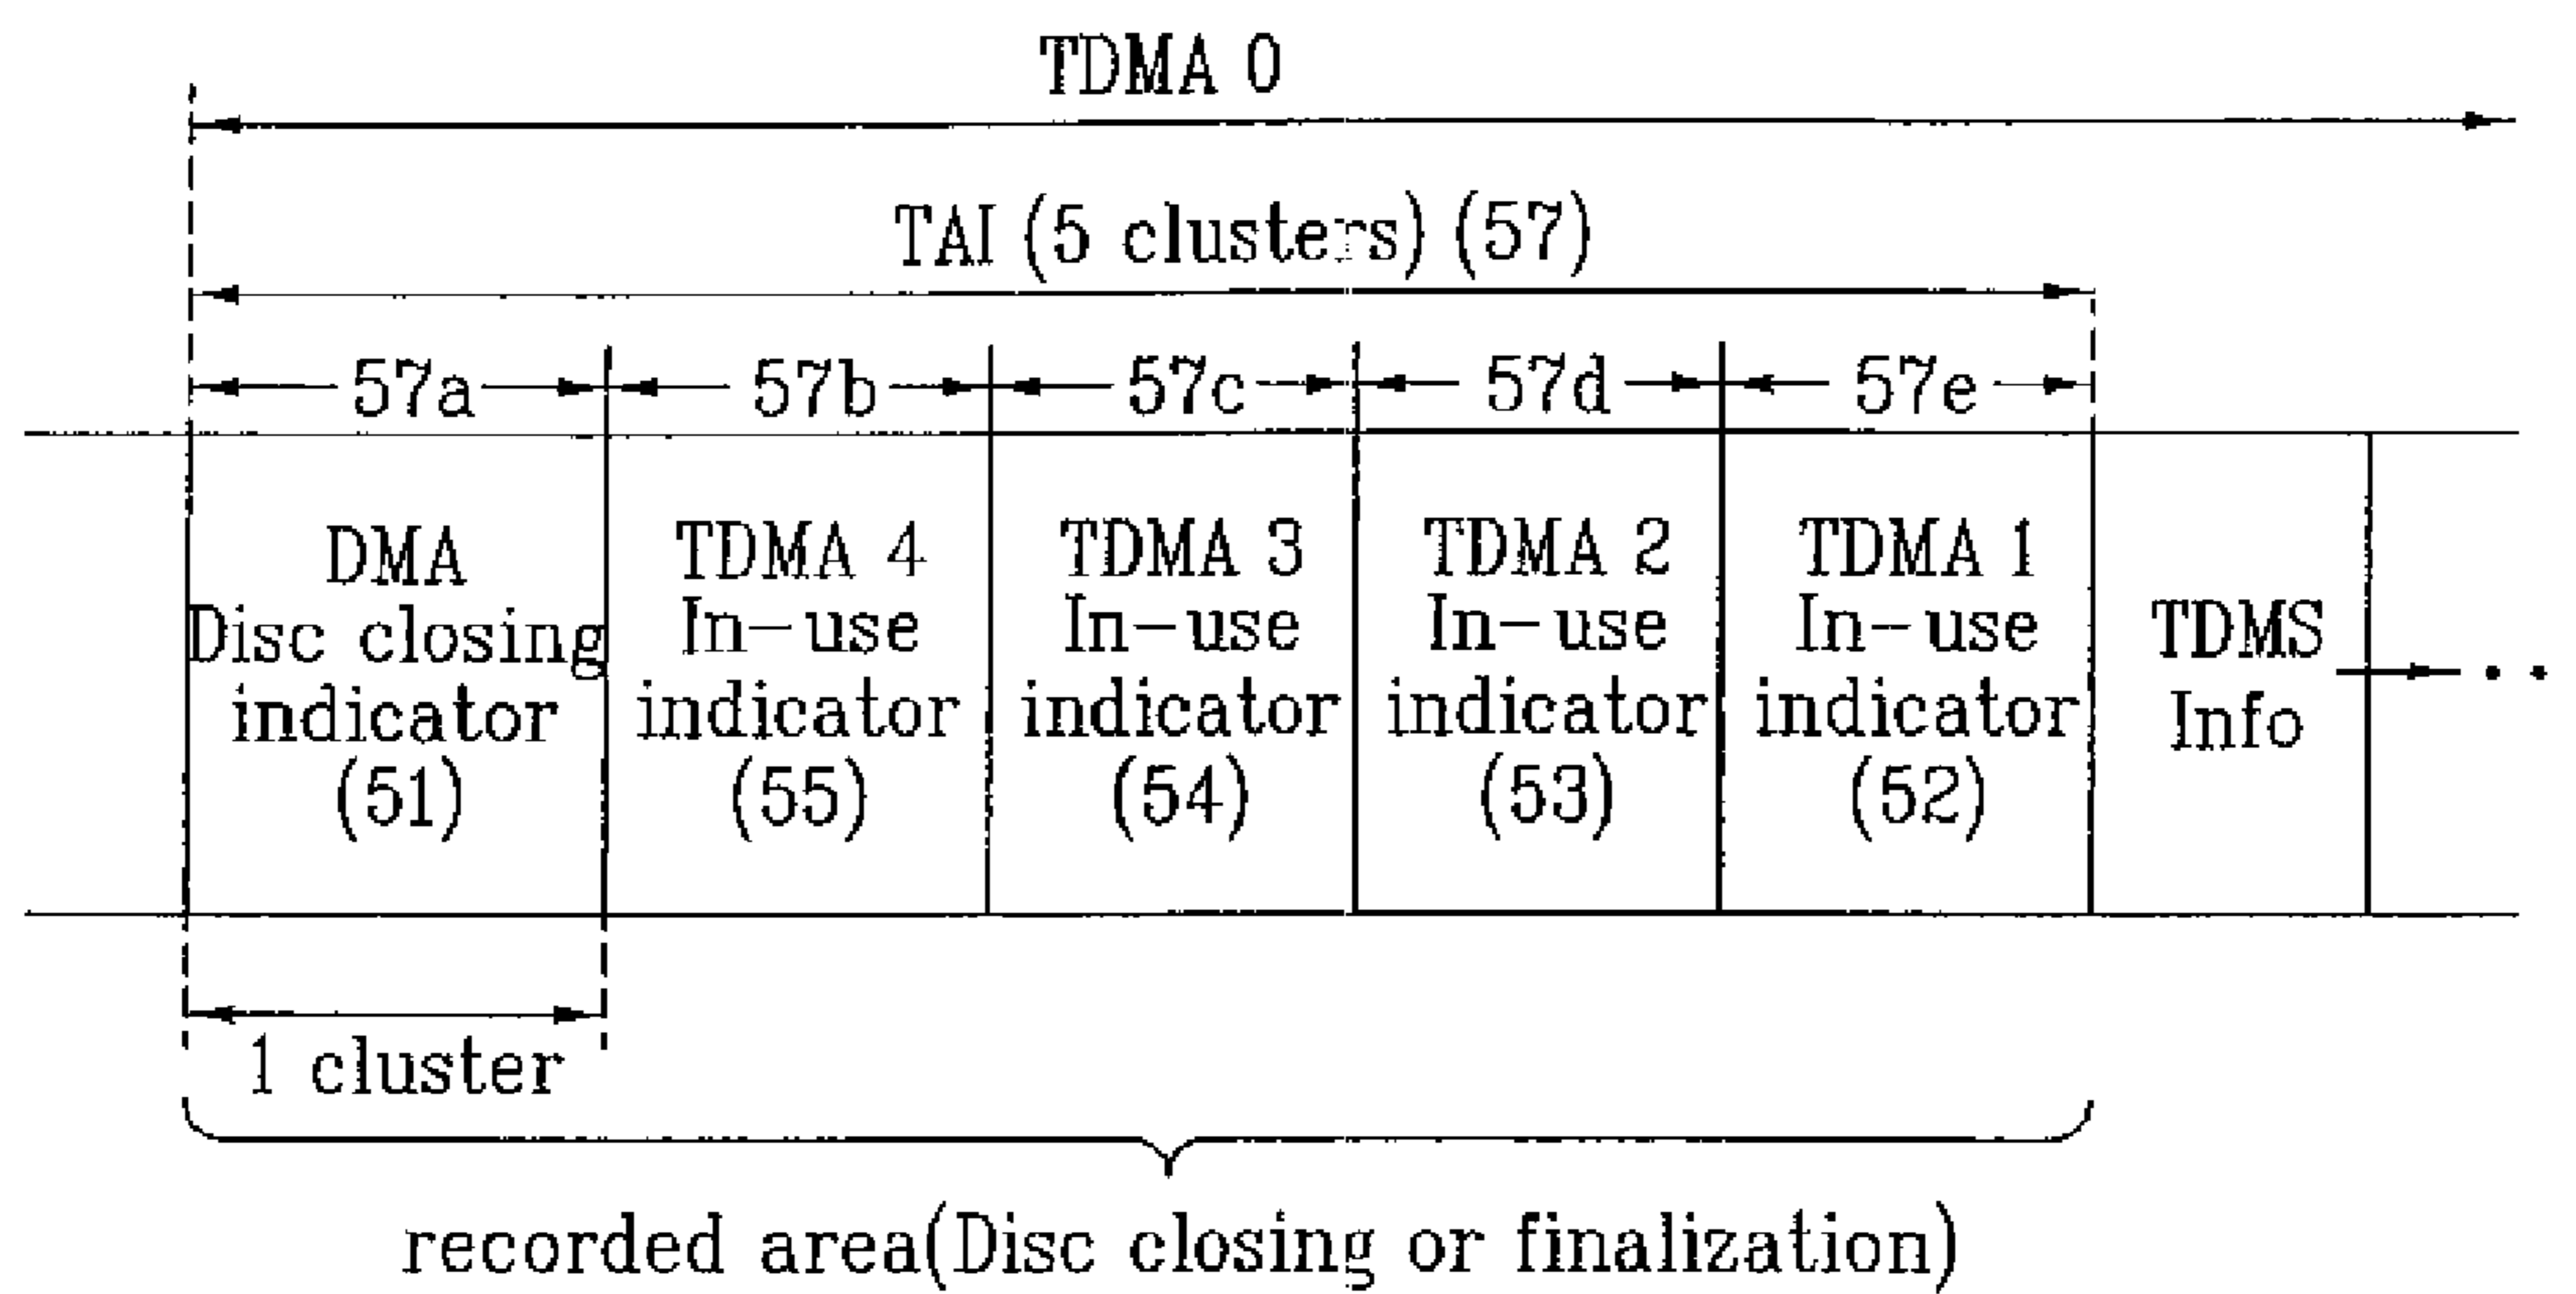 TDMA 0
TAI (5 clusters) (57)
57a 57b 57c 57d 57e
DMA
Disc closing
indicator
(51)
TDMA 4
In-use
indicator
(55)
TDMA 3
In-use
indicator
(54)
TDMA 2
In-use
indicator
(53)
TDMA 1
In-use
indicator
(52)
TDMS
Info
1 cluster
recorded area(Disc closing or finalization)